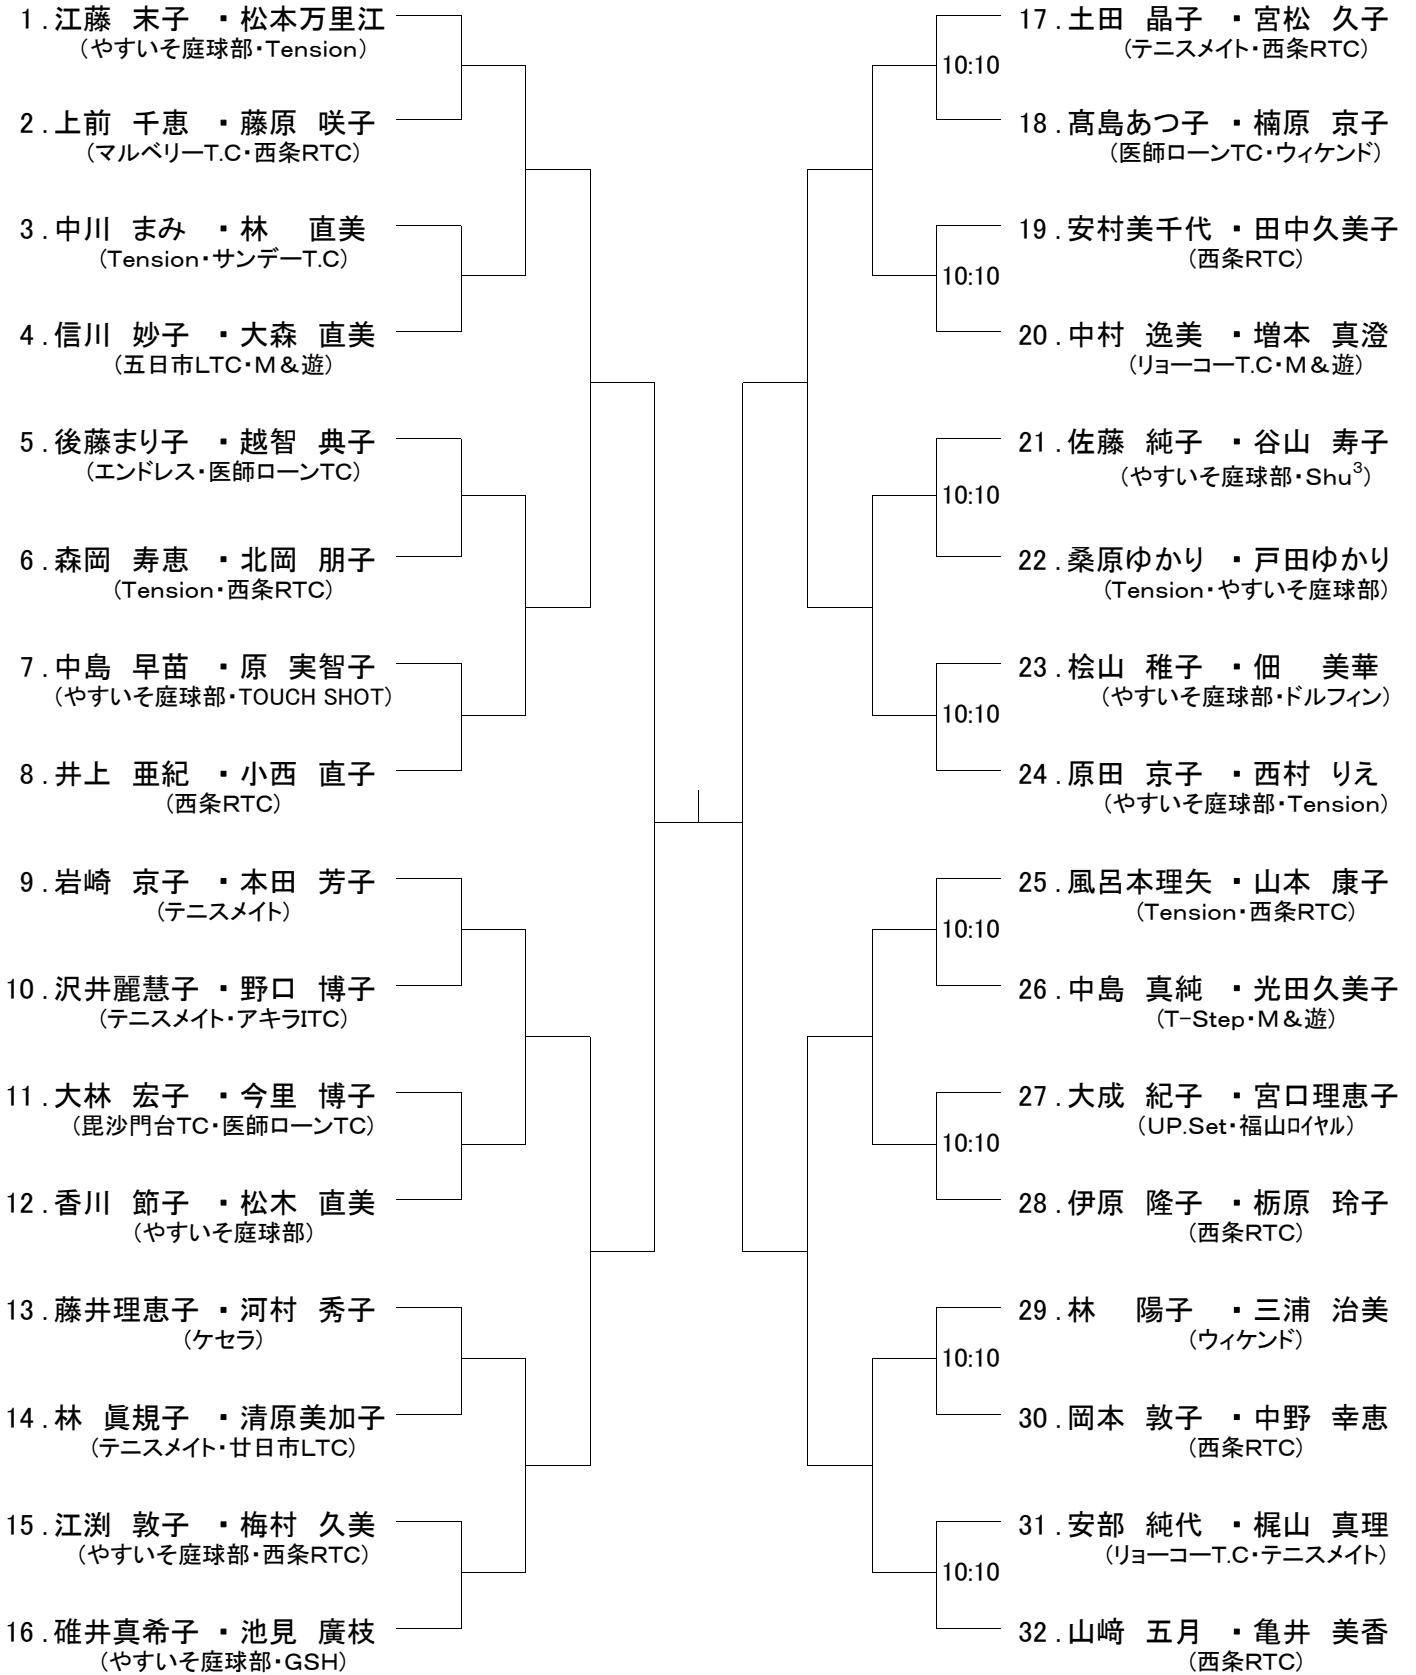 1．江藤　末子　・松本万里江
（やすいそ庭球部・Tension）
2．上前　千恵　・藤原　咲子
（マルベリーT.C・西条RTC）
3．中川　まみ　・林　　直美
（Tension・サンデーT.C）
4．信川　妙子　・大森　直美
（五日市LTC・M＆遊）
5．後藤まり子　・越智　典子
（エンドレス・医師ローンTC）
6．森岡　寿恵　・北岡　朋子
（Tension・西条RTC）
7．中島　早苗　・原　実智子
（やすいそ庭球部・TOUCH SHOT）
8．井上　亜紀　・小西　直子
（西条RTC）
9．岩崎　京子　・本田　芳子
（テニスメイト）
10．沢井麗慧子　・野口　博子
（テニスメイト・アキラITC）
11．大林　宏子　・今里　博子
（毘沙門台TC・医師ローンTC）
12．香川　節子　・松木　直美
（やすいそ庭球部）
13．藤井理恵子　・河村　秀子
（ケセラ）
14．林　眞規子　・清原美加子
（テニスメイト・廿日市LTC）
15．江渕　敦子　・梅村　久美
（やすいそ庭球部・西条RTC）
16．碓井真希子　・池見　廣枝
（やすいそ庭球部・GSH）
17．土田　晶子　・宮松　久子
（テニスメイト・西条RTC）
10:10
18．髙島あつ子　・楠原　京子
（医師ローンTC・ウィケンド）
19．安村美千代　・田中久美子
（西条RTC）
10:10
20．中村　逸美　・増本　真澄
（リョーコーT.C・M＆遊）
21．佐藤　純子　・谷山　寿子
（やすいそ庭球部・Shu³）
10:10
22．桑原ゆかり　・戸田ゆかり
（Tension・やすいそ庭球部）
23．桧山　稚子　・佃　　美華
（やすいそ庭球部・ドルフィン）
10:10
24．原田　京子　・西村　りえ
（やすいそ庭球部・Tension）
25．風呂本理矢　・山本　康子
（Tension・西条RTC）
10:10
26．中島　真純　・光田久美子
（T-Step・M＆遊）
27．大成　紀子　・宮口理恵子
（UP.Set・福山ﾛｲﾔﾙ）
10:10
28．伊原　隆子　・栃原　玲子
（西条RTC）
29．林　　陽子　・三浦　治美
（ウィケンド）
10:10
30．岡本　敦子　・中野　幸恵
（西条RTC）
31．安部　純代　・梶山　真理
（リョーコーT.C・テニスメイト）
10:10
32．山﨑　五月　・亀井　美香
（西条RTC）